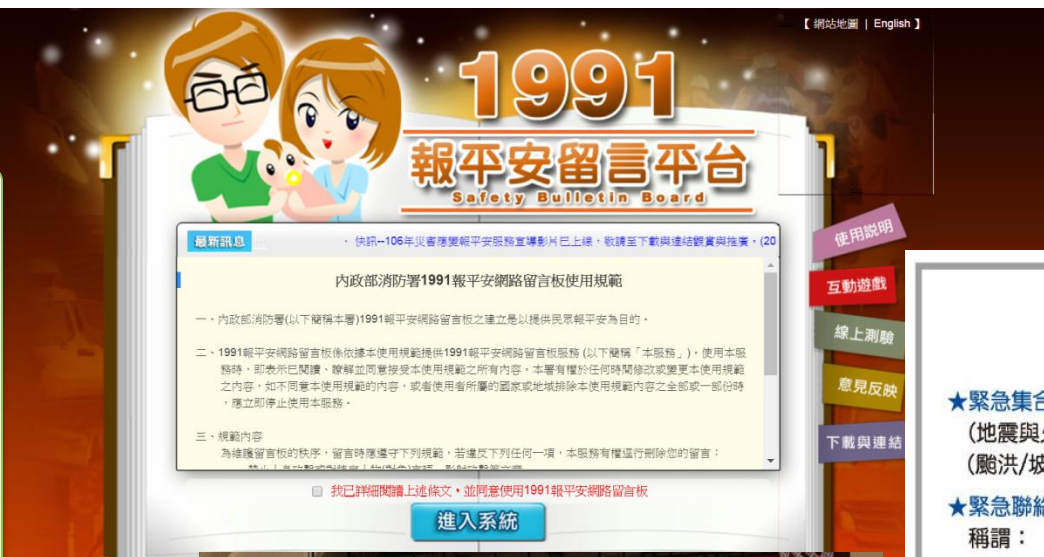 【 網站地圖 | English 】
1991
報平安留言平台
Safety Bulletin Board
最新訊息
· 快訊--106年災害應變報平安服務宣導影片已上線,敬請至下載與連結觀賞與推廣。(20
內政部消防署1991報平安網路留言板使用規範
一、內政部消防署(以下簡稱本署)1991報平安網路留言板之建立是以提供民眾報平安為目的。
二、1991報平安網路留言板係依據本使用規範提供1991報平安網路留言板服務 (以下簡稱「本服務」)。使用本服
務時,即表示已閱讀、瞭解並同意接受本使用規範之所有內容。本署有權於任何時間修改或變更本使用規範
之內容,如不同意本使用規範的內容,或者使用者所屬的國家或地域排除本使用規範內容之全部或一部份時
,應立即停止使用本服務。
三、規範內容
為維護留言板的秩序,留言時應遵守下列規範,若違反下列任何一項,本服務有權逕行刪除您的留言:
我已詳細閱讀上述條文,並同意使用1991報平安網路留言板
進入系統
使用說明
互動遊戲
線上測驗
意見反映
下載與連結
★緊急集合
(地震與
(颱洪/坡
★緊急聯絡
稱謂: